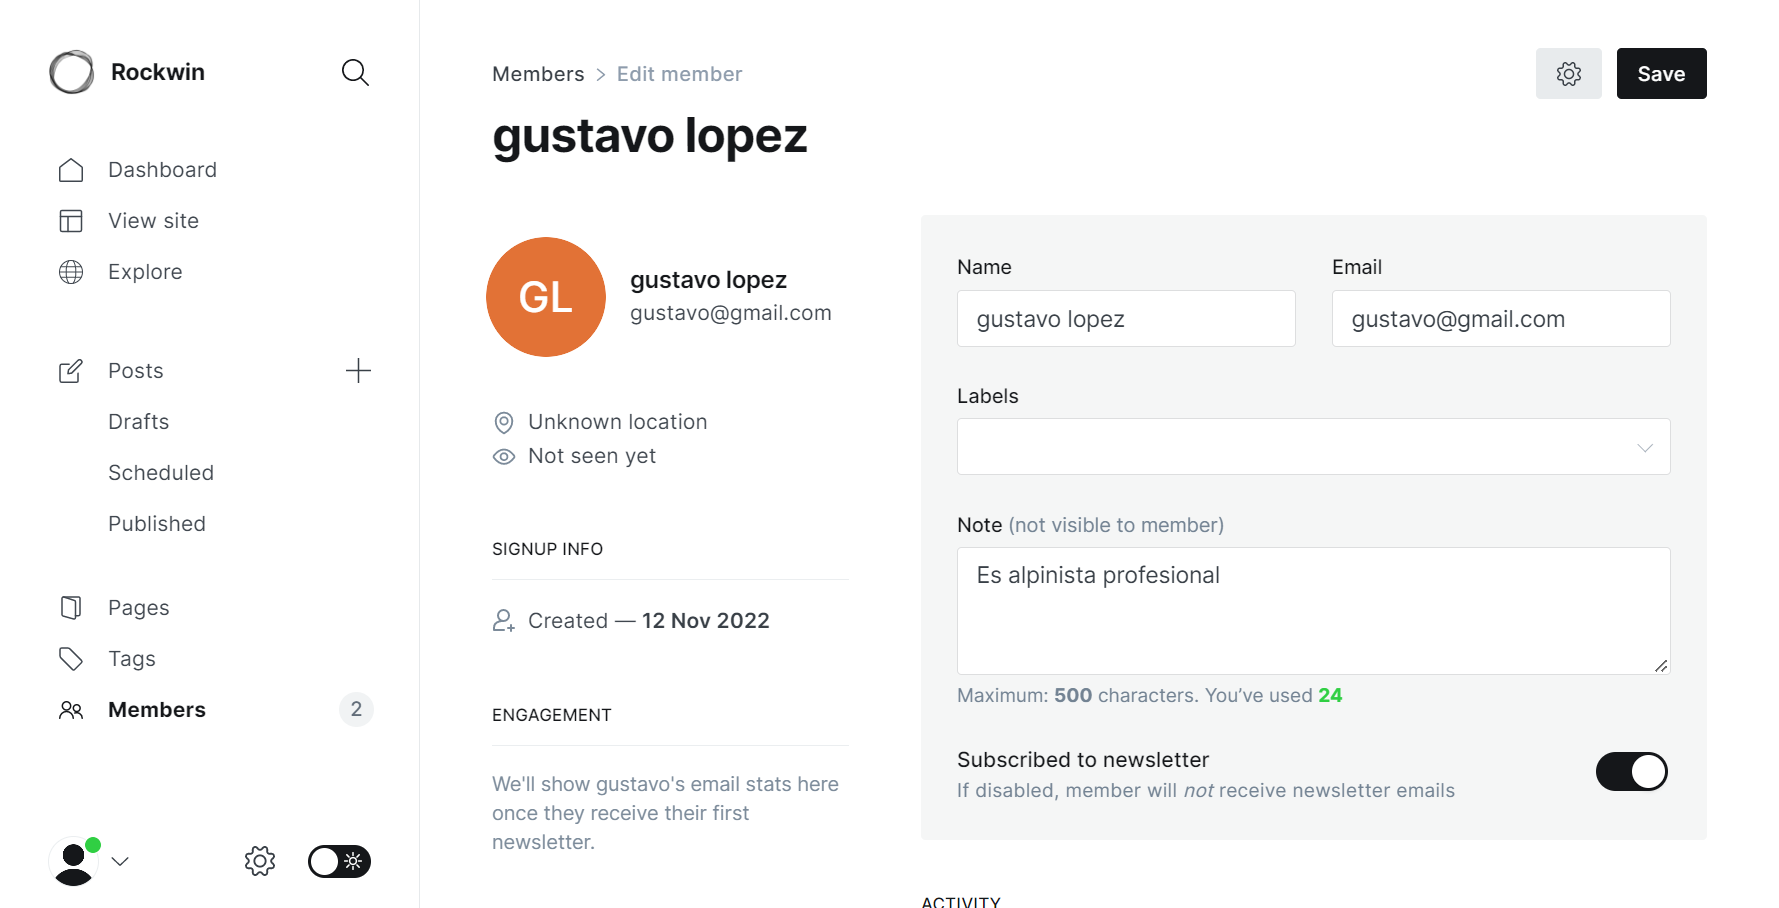 Rockwin
Dashboard
View site
Explore
Posts
Drafts
Scheduled
Published
Pages
Tags
Members 2
Members > Edit member
Save
gustavo lopez
GL
gustavo lopez
gustavo@gmail.com
Unknown location
Not seen yet
SIGNUP INFO
Created — 12 Nov 2022
ENGAGEMENT
We'll show gustavo's email stats here
once they receive their first
newsletter.
Name
gustavo lopez
Email
gustavo@gmail.com
Labels
Note (not visible to member)
Es alpinista profesional
Maximum: 500 characters. You’ve used 24
Subscribed to newsletter
If disabled, member will not receive newsletter emails
ACTIVITY